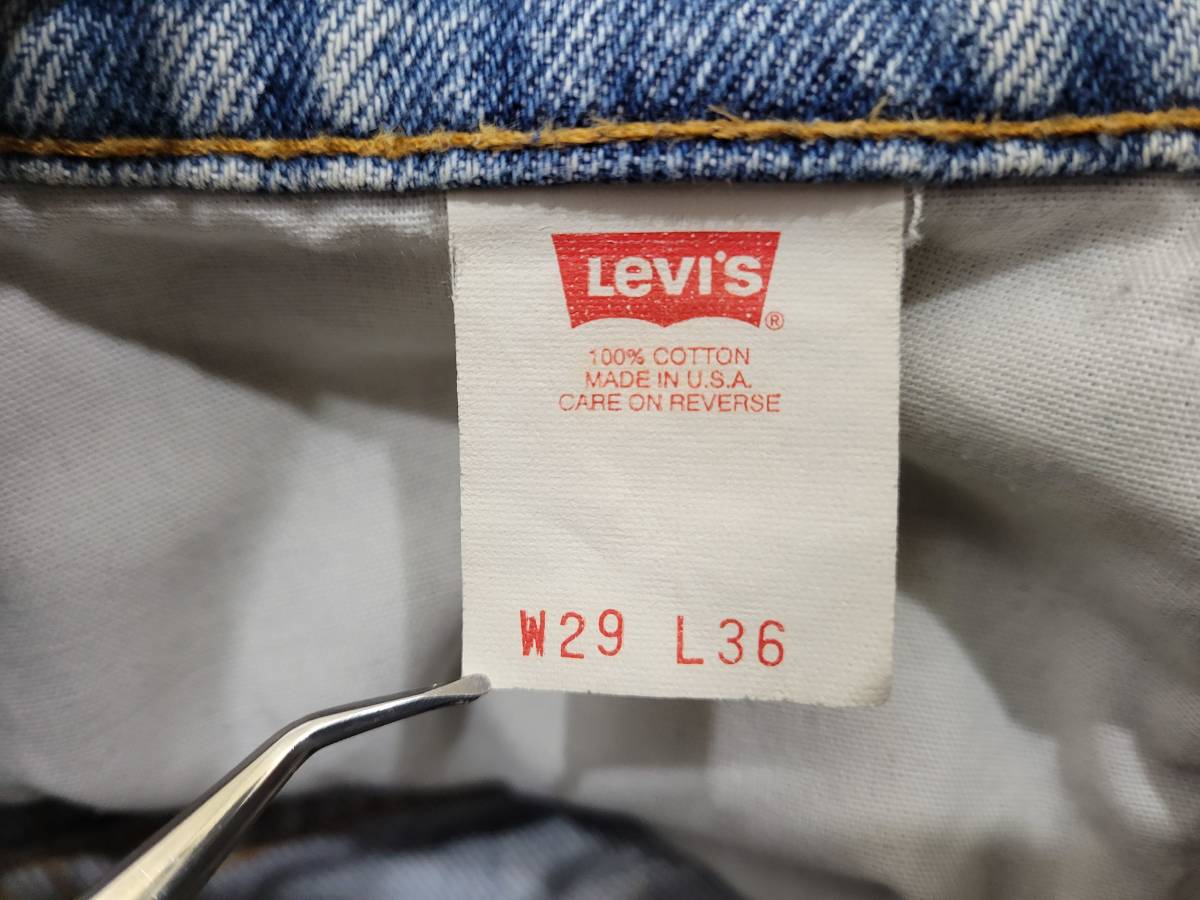 LEVI'S ®
100% COTTON
MADE IN U.S.A.
CARE ON REVERSE
W29 L36